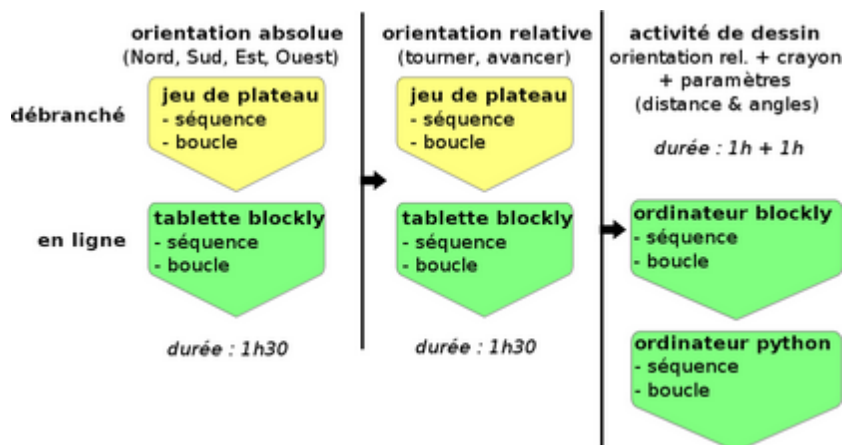 orientation absolue
(Nord, Sud, Est, Ouest)
débranché
jeu de plateau
- séquence
- boucle
en ligne
tablette blockly
- séquence
- boucle
durée : 1h30
orientation relative
(tourner, avancer)
jeu de plateau
- séquence
- boucle
tablette blockly
- séquence
- boucle
durée : 1h30
activité de dessin
orientation rel. + crayon
+ paramètres
(distance & angles)
durée : 1h + 1h
ordinateur blockly
- séquence
- boucle
ordinateur python
- séquence
- boucle